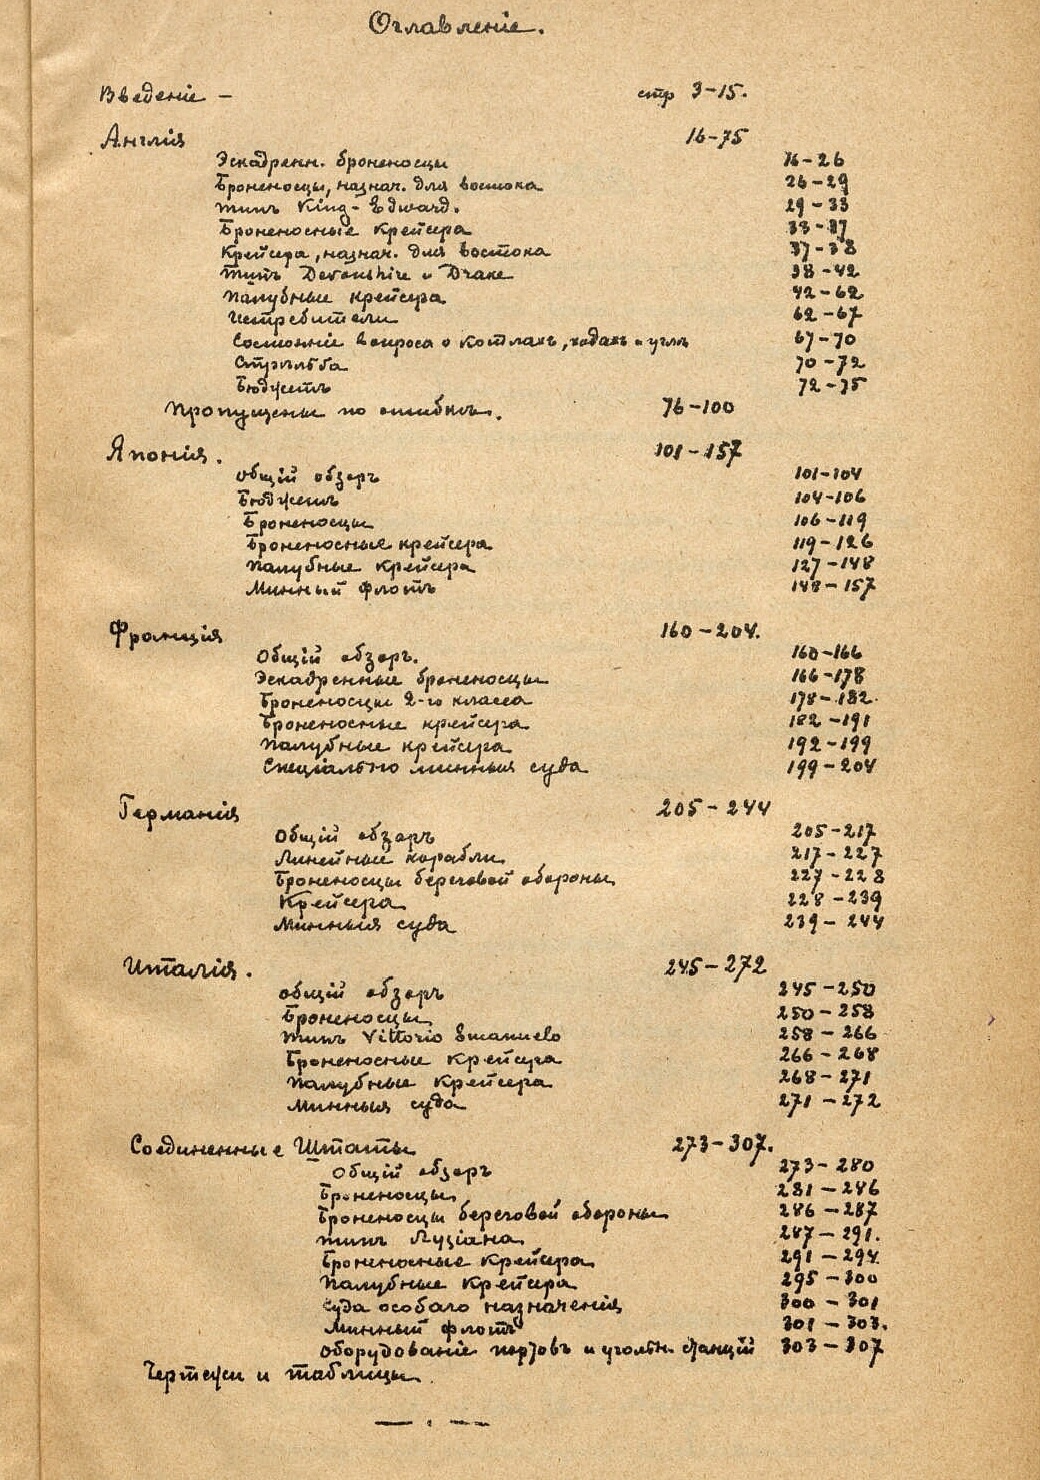 Оглавленіе.
Введеніе — стр 3-15.
Англія 16-75
Эскадренн. броненосцы 16-26
Броненосцы, назнач. для востока 26-29
типъ King-Edward. 29-33
Броненосные крейсера 33-37
Крейсера, назнач. для востока 37-38
типъ Devonshire и Drake 38-42
Палубные крейсера 42-62
Истребители 62-67
Состояніе вопроса о котлахъ, ходахъ и углѣ 67-70
Стрѣльба 70-72
Бюджетъ 72-75
Пропущены по ошибкѣ. 76-100
Японія. 101-157
Общій обзоръ 101-104
Бюджетъ 104-106
Броненосцы 106-119
Броненосные крейсера 119-126
Палубные крейсера 127-148
Минный флотъ 148-157
Франція 160-204.
Общій обзоръ. 160-166
Эскадренные броненосцы 166-178
Броненосцы 2-го класса 178-182.
Броненосные крейсера 182-191
Палубные крейсера 192-199
Спеціально минныя суда 199-204
Германія 205-244
Общій обзоръ 205-217
Линейные корабли 217-227
Броненосцы береговой обороны 227-228
Крейсера 228-239
Минныя суда 239-244
Италія. 245-272
Общій обзоръ 245-250
Броненосцы 250-258
типъ Vittorio Emanuelo 258-266
Броненосные Крейсера 266-268
Палубные Крейсера 268-271
Минныя суда 271-272
Соединенные Штаты 273-307.
Общій обзоръ 273-280
Броненосцы 281-286
Броненосцы береговой обороны 286-287
типъ Лузіана 287-291.
Броненосные Крейсера 291-294.
Палубные Крейсера 295-300
Суда особаго назначенія 300-301
Минный флотъ 301-303.
Оборудованіе портовъ и угольн. станцій 303-307
Чертежи и таблицы.